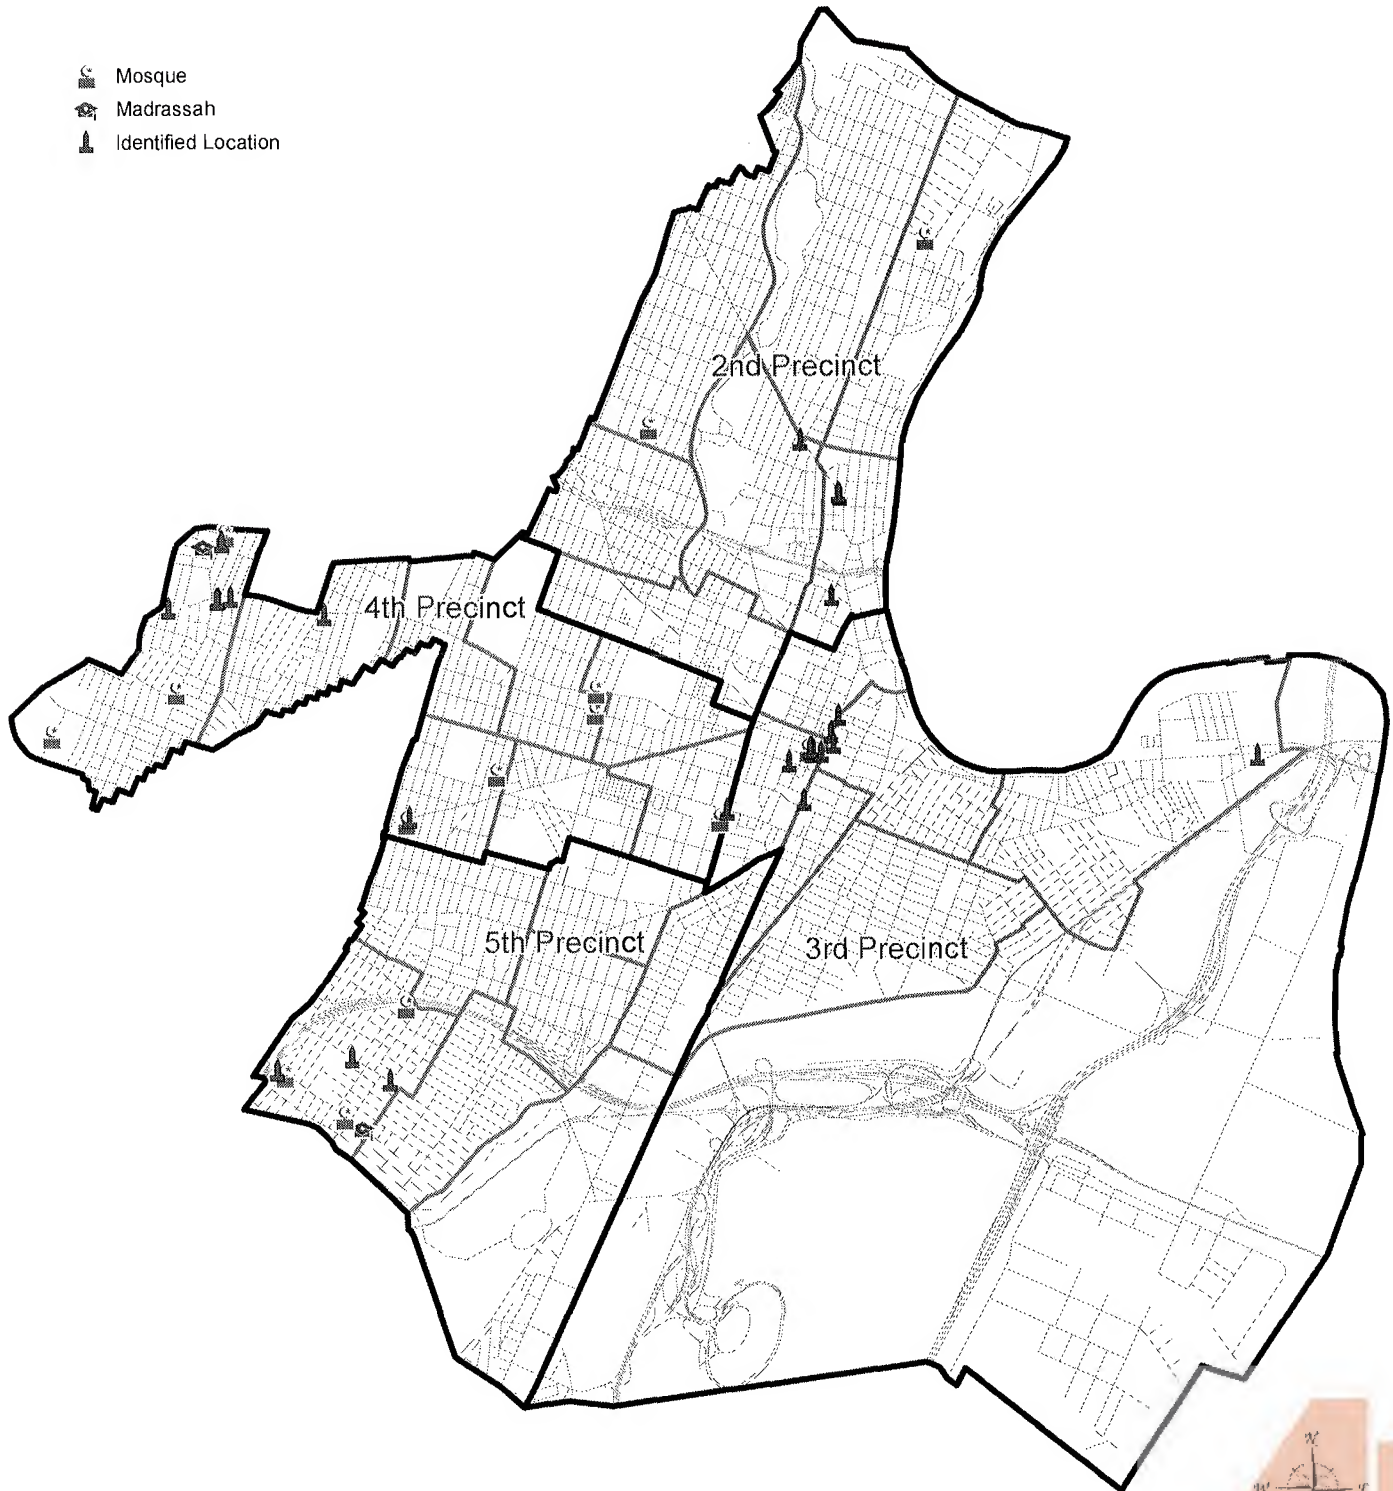 Mosque
Madrassah
Identified Location
2nd Precinct
4th Precinct
5th Precinct
3rd Precinct
N
W